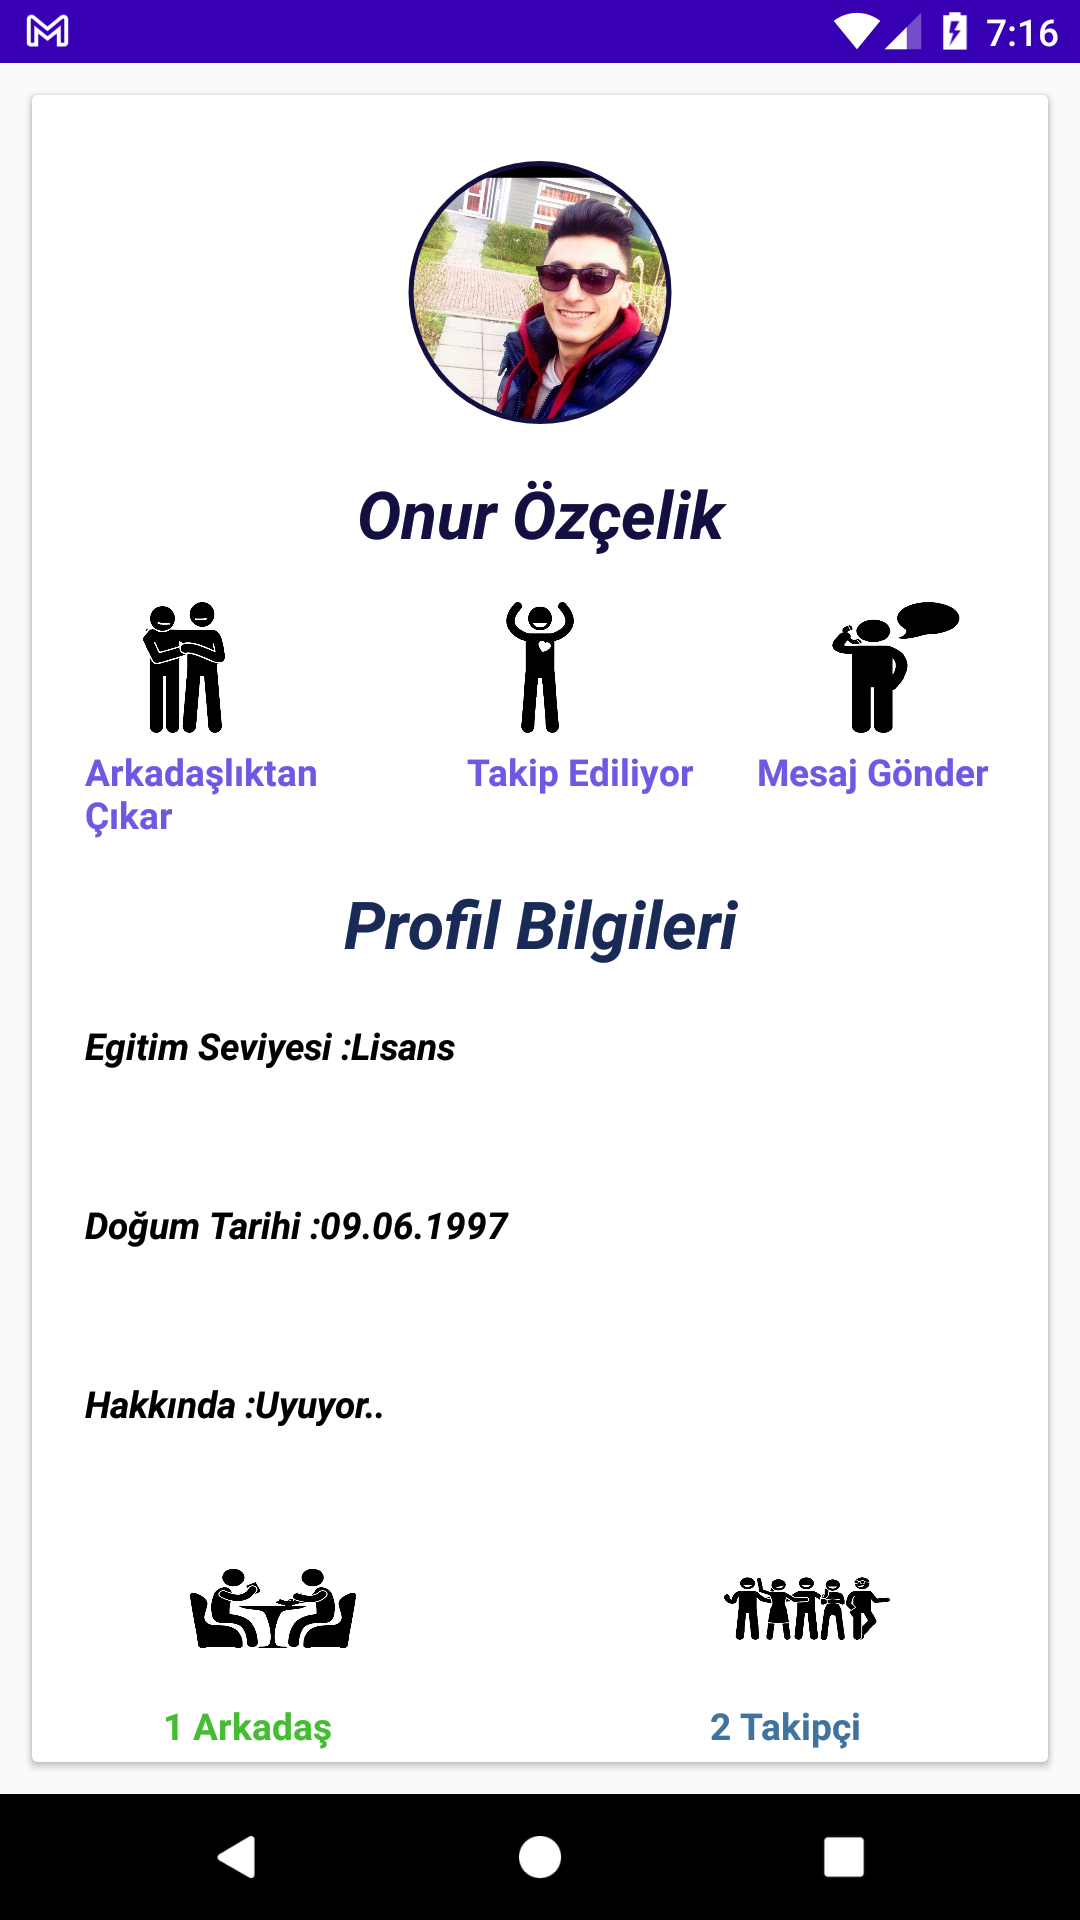 7:16
Onur Özçelik
Arkadaşlıktan
Çıkar
Takip Ediliyor
Mesaj Gönder
Profil Bilgileri
Egitim Seviyesi :Lisans
Doğum Tarihi :09.06.1997
Hakkında :Uyuyor..
1 Arkadaş
2 Takipçi